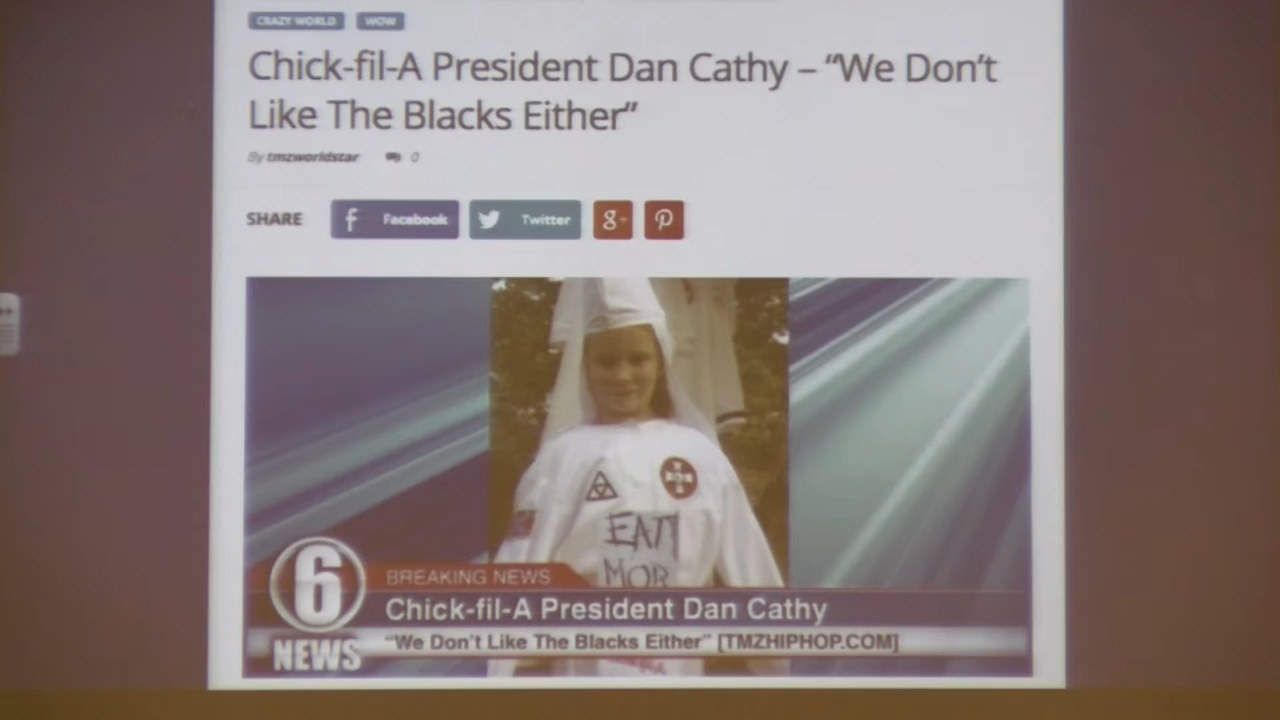 CRAZY WORLD WOW
Chick-fil-A President Dan Cathy – “We Don’t
Like The Blacks Either”
By tmzworldstar 0
SHARE f Facebook Twitter g+
EAT
MOR
BREAKING NEWS
6 Chick-fil-A President Dan Cathy
NEWS “We Don’t Like The Blacks Either” [TMZHIPHOP.COM]